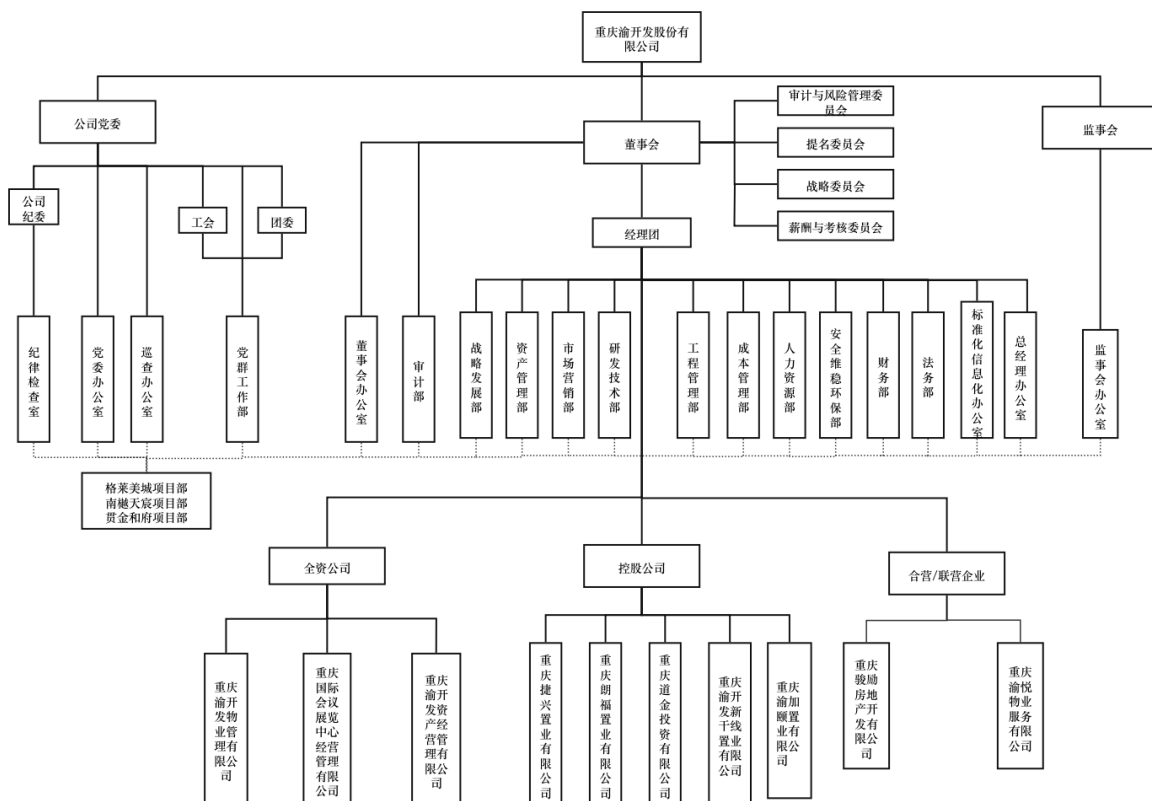 重庆渝开发股份有
限公司
公司党委
董事会
监事会
审计与风险管理委
员会
提名委员会
战略委员会
薪酬与考核委员会
公司
纪委
工会
团委
经理团
纪律检查室
党委办公室
巡查办公室
党群工作部
董事会办公室
审计部
战略发展部
资产管理部
市场营销部
研发技术部
工程管理部
成本管理部
人力资源部
安全维稳环保部
财务部
法务部
标准化信息化办公室
总经理办公室
监事会办公室
格莱美城项目部
南樾天宸项目部
贯金和府项目部
全资公司
控股公司
合营/联营企业
重庆
渝开
发物
业管
理有
限公
司
重庆
国际
会议
展览
中心
经营
管理
有限
公司
重庆
渝开
发资
产经
营管
理有
限公
司
重庆捷兴置业有限公司
重庆朗福置业有限公司
重庆道金投资有限公司
重庆
渝开
发新
干线
置业
有限
公司
重庆
渝加
颐置
业有
限公
司
重庆
骏励
房地
产开
发有
限公
司
重庆
渝悦
物业
服务
有限
公司